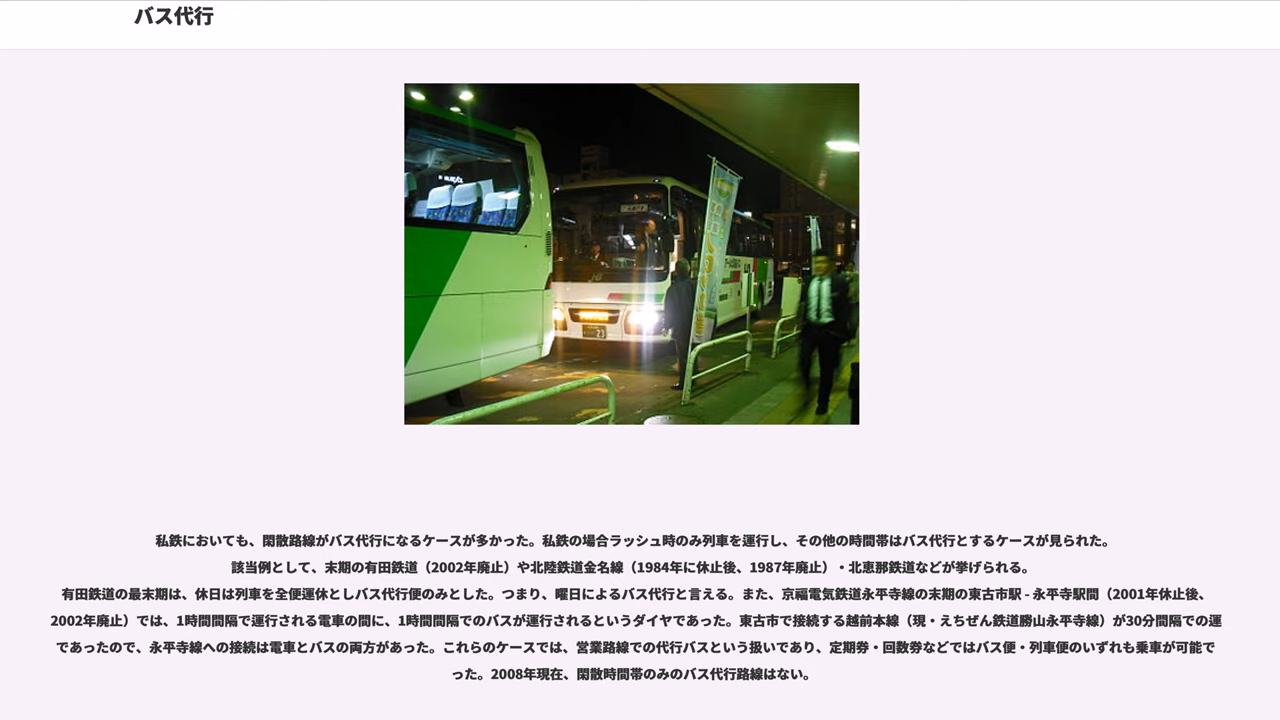 バス代行
私鉄においても、閑散路線がバス代行になるケースが多かった。私鉄の場合ラッシュ時のみ列車を運行し、その他の時間帯はバス代行とするケースが見られた。
該当例として、末期の有田鉄道（2002年廃止）や北陸鉄道金名線（1984年に休止後、1987年廃止）・北恵那鉄道などが挙げられる。
有田鉄道の最末期は、休日は列車を全便運休としバス代行便のみとした。つまり、曜日によるバス代行と言える。また、京福電気鉄道永平寺線の末期の東古市駅 - 永平寺駅間（2001年休止後、
2002年廃止）では、1時間間隔で運行される電車の間に、1時間間隔でのバスが運行されるというダイヤであった。東古市で接続する越前本線（現・えちぜん鉄道勝山永平寺線）が30分間隔での運
であったので、永平寺線への接続は電車とバスの両方があった。これらのケースでは、営業路線での代行バスという扱いであり、定期券・回数券などではバス便・列車便のいずれも乗車が可能で
った。2008年現在、閑散時間帯のみのバス代行路線はない。